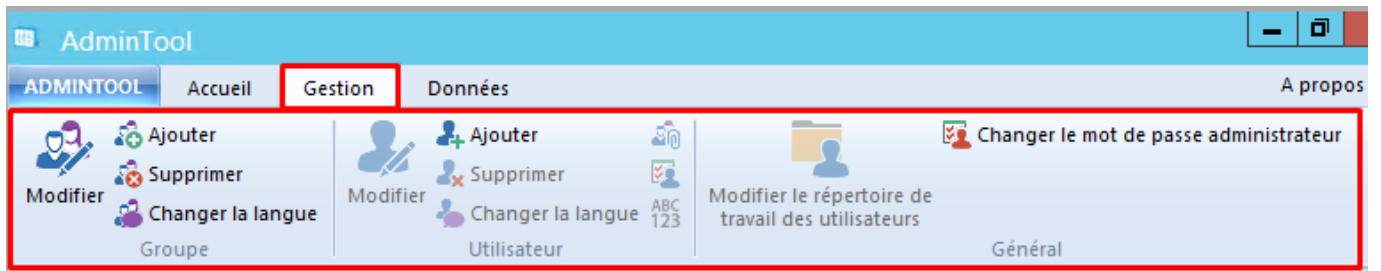 AdminTool
ADMINTOOL Accueil Gestion Données A propos
Modifier
Ajouter
Supprimer
Changer la langue
Groupe
Modifier
Ajouter
Supprimer
Changer la langue
ABC
123
Utilisateur
Modifier le répertoire de
travail des utilisateurs
Changer le mot de passe administrateur
Général